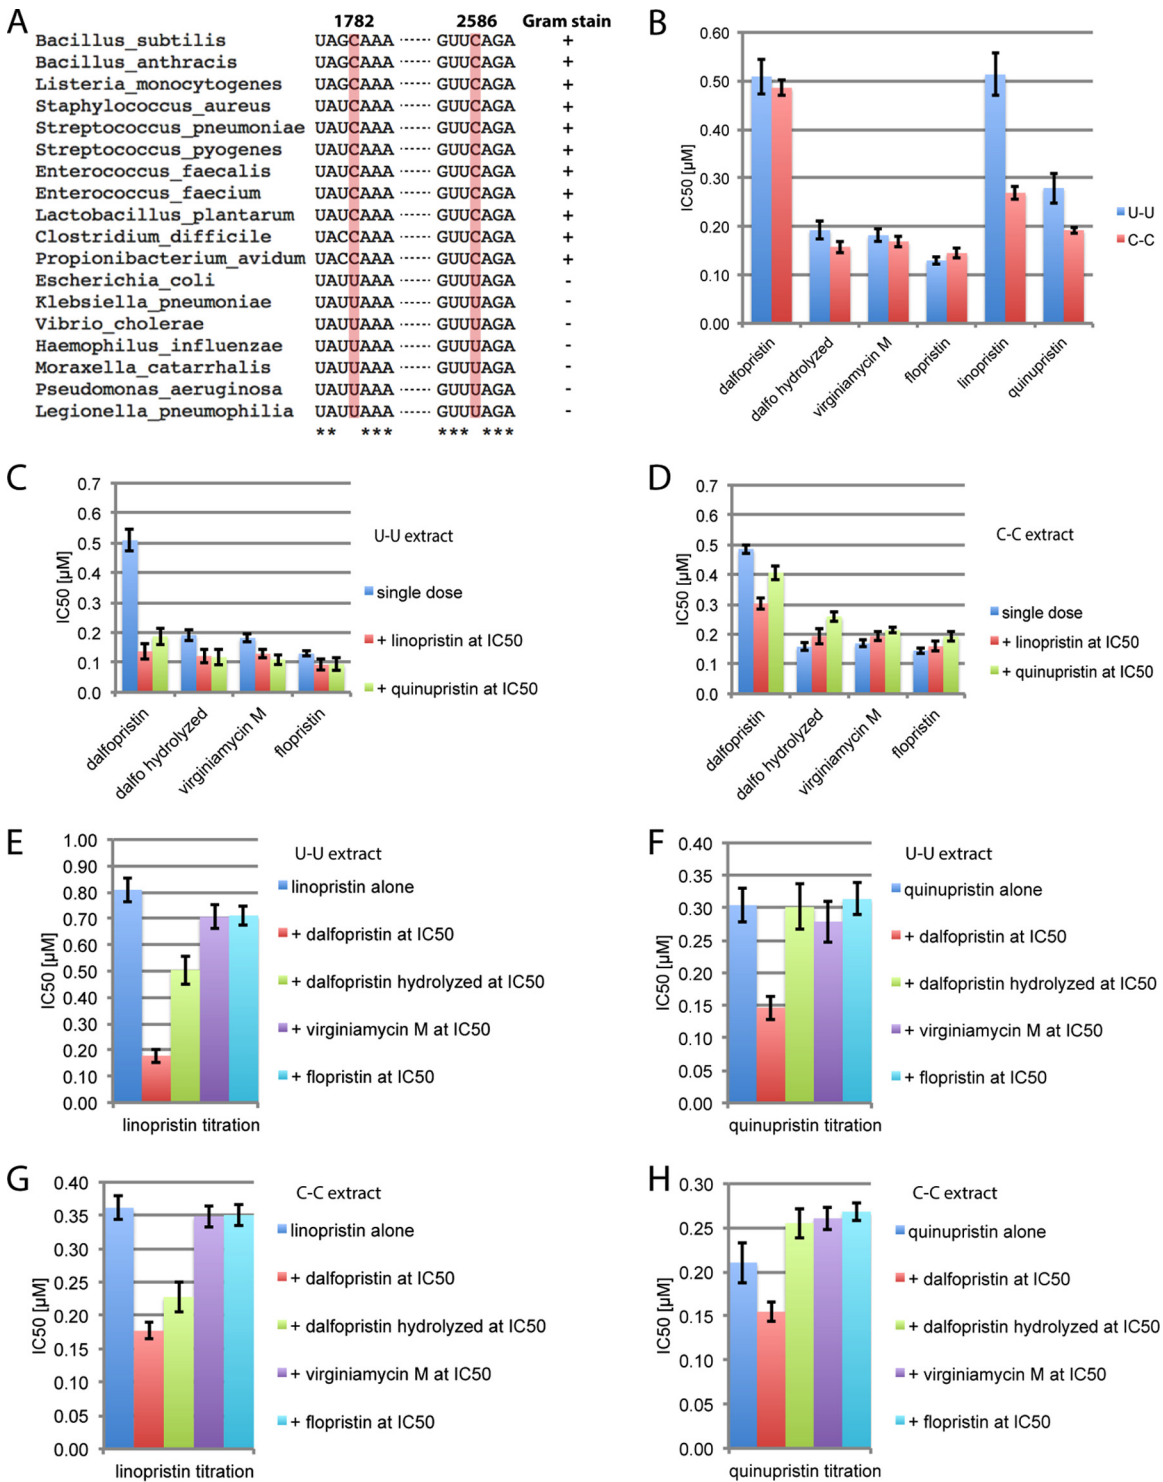 A
1782 2586 Gram stain
Bacillus_subtilis UAGCAAA ------ GUUCAGA +
Bacillus_anthracis UAGCAAA ------ GUUCAGA +
Listeria_monocytogenes UAGCAAA ------ GUUCAGA +
Staphylococcus_aureus UAUCAAA ------ GUUCAGA +
Streptococcus_pneumoniae UAUCAAA ------ GUUCAGA +
Streptococcus_pyogenes UAUCAAA ------ GUUCAGA +
Enterococcus_faecalis UAUCAAA ------ GUUCAGA +
Enterococcus_faecium UAUCAAA ------ GUUCAGA +
Lactobacillus_plantarum UAUCAAA ------ GUUCAGA +
Clostridium_difficile UACCAAA ------ GUUCAGA +
Propionibacterium_avidum UACCAAA ------ GUUCAGA +
Escherichia_coli UAUUAAA ------ GUUUAGA -
Klebsiella_pneumoniae UAUUAAA ------ GUUUAGA -
Vibrio_cholerae UAUUAAA ------ GUUUAGA -
Haemophilus_influenzae UAUUAAA ------ GUUUAGA -
Moraxella_catarrhalis UAUUAAA ------ GUUUAGA -
Pseudomonas_aeruginosa UAUUAAA ------ GUUUAGA -
Legionella_pneumophilia UAUUAAA ------ GUUUAGA -
** *** *** ***
B
IC50 [µM]
0.60
0.50
0.40
0.30
0.20
0.10
0.00
dalfopristin
dalfo hydrolyzed
virginiamycin M
flopristin
linopristin
quinupristin
U-U
C-C
C
IC50 [µM]
0.7
0.6
0.5
0.4
0.3
0.2
0.1
0.0
dalfopristin
dalfo hydrolyzed
virginiamycin M
flopristin
U-U extract
single dose
+ linopristin at IC50
+ quinupristin at IC50
D
IC50 [µM]
0.7
0.6
0.5
0.4
0.3
0.2
0.1
0.0
dalfopristin
dalfo hydrolyzed
virginiamycin M
flopristin
C-C extract
single dose
+ linopristin at IC50
+ quinupristin at IC50
E
IC50 [µM]
1.00
0.90
0.80
0.70
0.60
0.50
0.40
0.30
0.20
0.10
0.00
linopristin titration
U-U extract
linopristin alone
+ dalfopristin at IC50
+ dalfopristin hydrolyzed at IC50
+ virginiamycin M at IC50
+ flopristin at IC50
F
IC50 [µM]
0.40
0.35
0.30
0.25
0.20
0.15
0.10
0.05
0.00
quinupristin titration
U-U extract
quinupristin alone
+ dalfopristin at IC50
+ dalfopristin hydrolyzed at IC50
+ virginiamycin M at IC50
+ flopristin at IC50
G
IC50 [µM]
0.40
0.35
0.30
0.25
0.20
0.15
0.10
0.05
0.00
linopristin titration
C-C extract
linopristin alone
+ dalfopristin at IC50
+ dalfopristin hydrolyzed at IC50
+ virginiamycin M at IC50
+ flopristin at IC50
H
IC50 [µM]
0.30
0.25
0.20
0.15
0.10
0.05
0.00
quinupristin titration
C-C extract
quinupristin alone
+ dalfopristin at IC50
+ dalfopristin hydrolyzed at IC50
+ virginiamycin M at IC50
+ flopristin at IC50